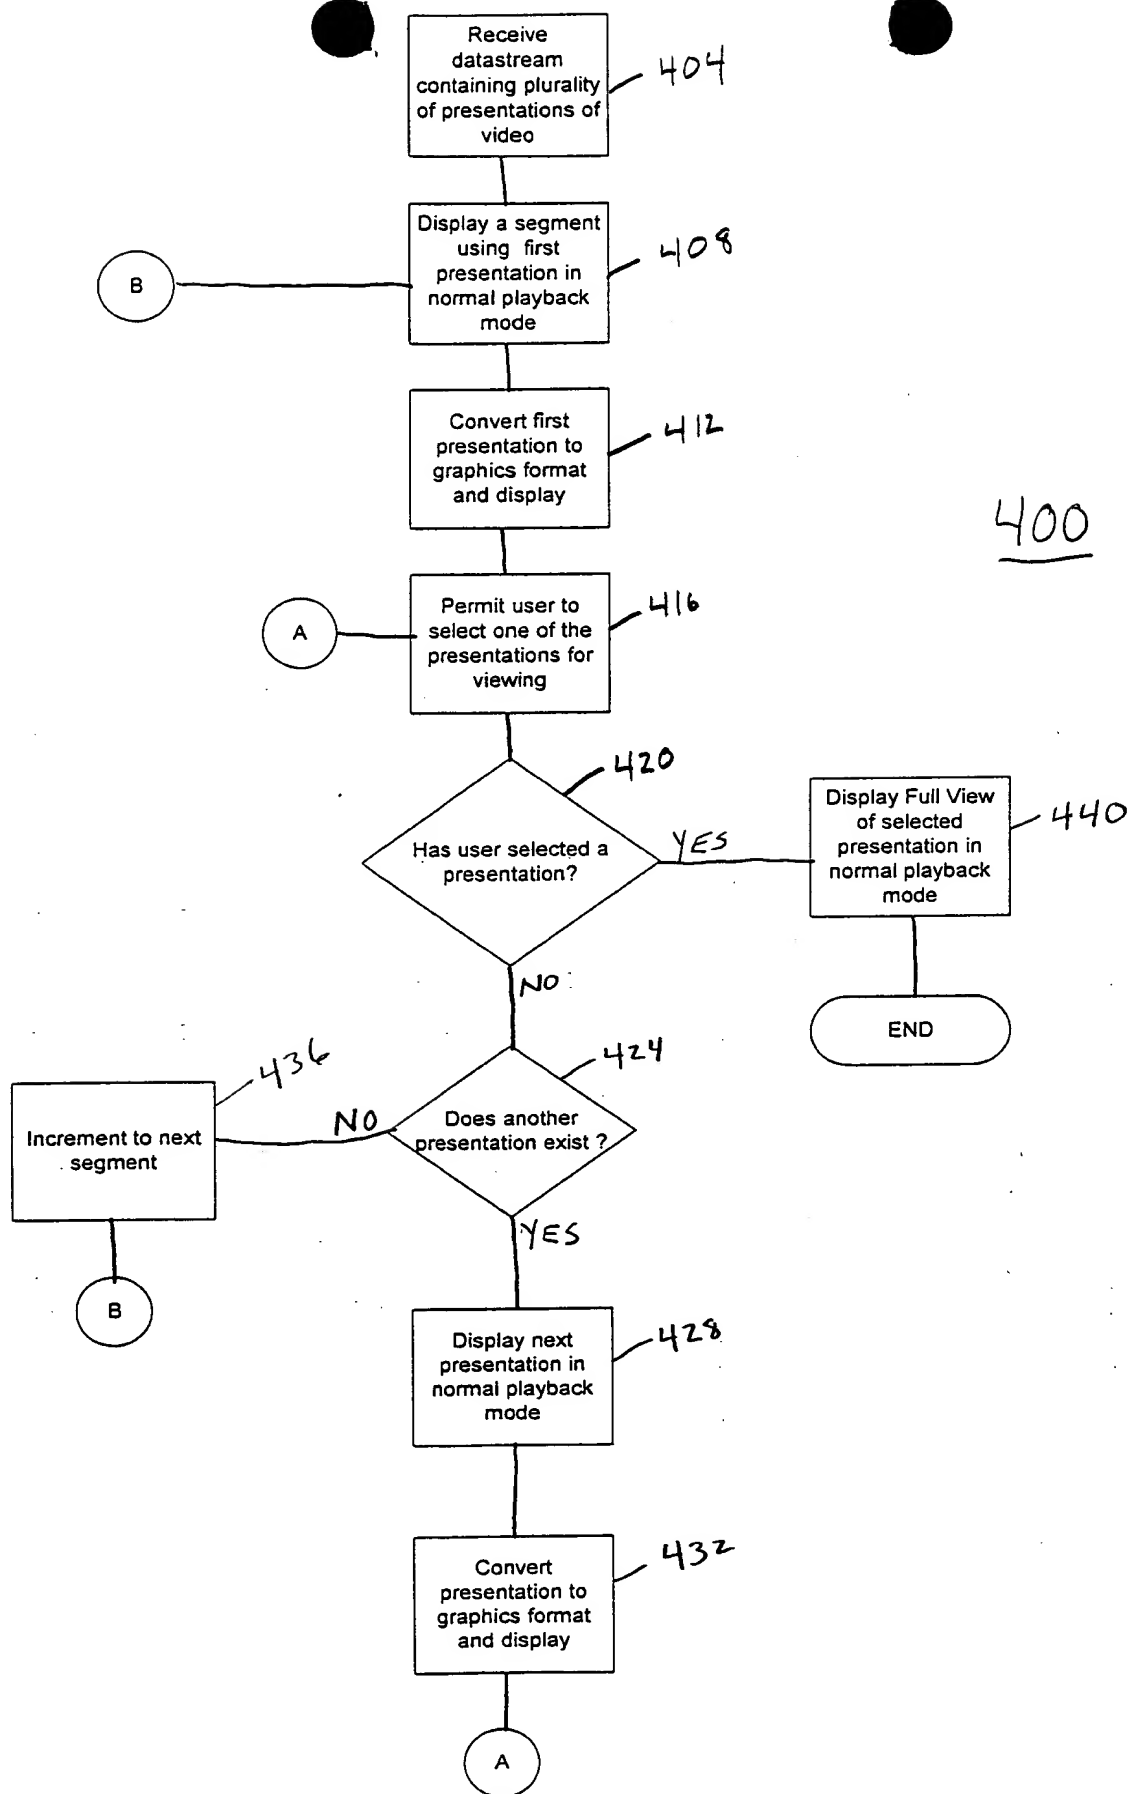 Receive
datastream
containing plurality
of presentations of
video
404
Display a segment
using first
presentation in
normal playback
mode
408
B
Convert first
presentation to
graphics format
and display
412
400
Permit user to
select one of the
presentations for
viewing
416
A
420
Has user selected a
presentation?
YES
Display Full View
of selected
presentation in
normal playback
mode
440
NO
END
424
Does another
presentation exist ?
NO
436
Increment to next
segment
B
YES
Display next
presentation in
normal playback
mode
428
Convert
presentation to
graphics format
and display
432
A